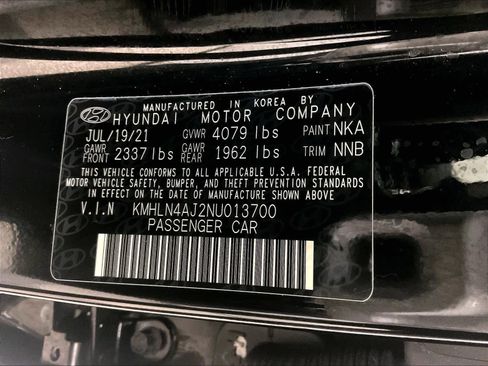 MANUFACTURED IN KOREA BY
HYUNDAI MOTOR COMPANY
JUL/19/21 GVWR 4079 lbs PAINT NKA
GAWR FRONT 2337 lbs GAWR REAR 1962 lbs TRIM NNB
THIS VEHICLE CONFORMS TO ALL APPLICABLE U.S.A. FEDERAL
MOTOR VEHICLE SAFETY, BUMPER, AND THEFT PREVENTION STANDARDS
IN EFFECT ON THE DATE OF MANUFACTURE SHOWN ABOVE.
V.I.N KMHLN4AJ2NU013700
PASSENGER CAR